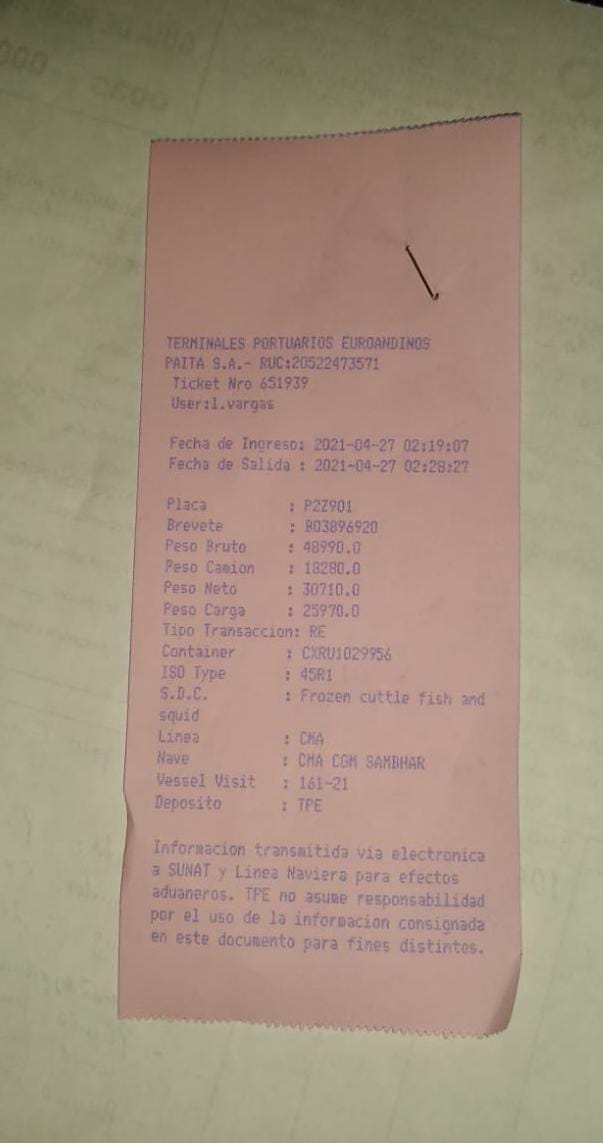 TERMINALES PORTUARIOS EUROANDINOS
PAITA S.A.- RUC:20522473571
Ticket Nro 651939
User:l.vargas
Fecha de Ingreso: 2021-04-27 02:19:07
Fecha de Salida : 2021-04-27 02:28:27
Placa : P2Z901
Brevete : B03896920
Peso Bruto : 48990.0
Peso Camion : 18280.0
Peso Neto : 30710.0
Peso Carga : 25970.0
Tipo Transaccion: RE
Container : CXRU1029956
ISO Type : 45R1
S.D.C. : Frozen cuttle fish and
squid
Linea : CMA
Nave : CMA CGM SAMBHAR
Vessel Visit : 161-21
Deposito : TPE
Informacion transmitida via electronica
a SUNAT y Linea Naviera para efectos
aduaneros. TPE no asume responsabilidad
por el uso de la informacion consignada
en este documento para fines distintos.